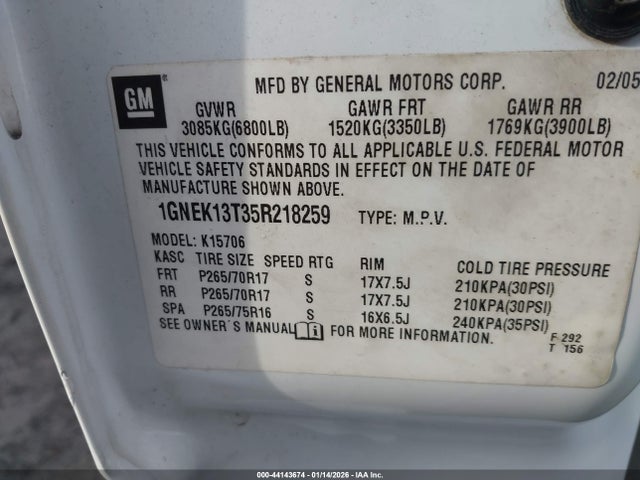 GM ® MFD BY GENERAL MOTORS CORP. 02/05
GVWR GAWR FRT GAWR RR
3085KG(6800LB) 1520KG(3350LB) 1769KG(3900LB)
THIS VEHICLE CONFORMS TO ALL APPLICABLE U.S. FEDERAL MOTOR
VEHICLE SAFETY STANDARDS IN EFFECT ON THE DATE OF
MANUFACTURE SHOWN ABOVE.
1GNEK13T35R218259 TYPE: M.P.V.
MODEL: K15706
KASC TIRE SIZE SPEED RTG RIM COLD TIRE PRESSURE
FRT P265/70R17 S 17X7.5J 210KPA(30PSI)
RR P265/70R17 S 17X7.5J 210KPA(30PSI)
SPA P265/75R16 S 16X6.5J 240KPA(35PSI)
SEE OWNER'S MANUAL i FOR MORE INFORMATION.
F 292
T 156
000-44143674 | 01/14/2026 | IAA Inc.